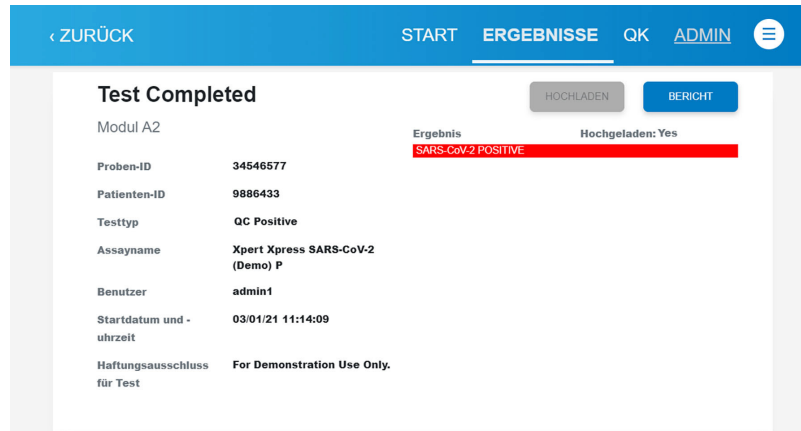 ‹ ZURÜCK START ERGEBNISSE QK ADMIN
Test Completed
HOCHLADEN BERICHT
Modul A2
Ergebnis Hochgeladen: Yes
SARS-CoV-2 POSITIVE
Proben-ID 34546577
Patienten-ID 9886433
Testtyp QC Positive
Assayname Xpert Xpress SARS-CoV-2
(Demo) P
Benutzer admin1
Startdatum und - 03/01/21 11:14:09
uhrzeit
Haftungsausschluss For Demonstration Use Only.
für Test